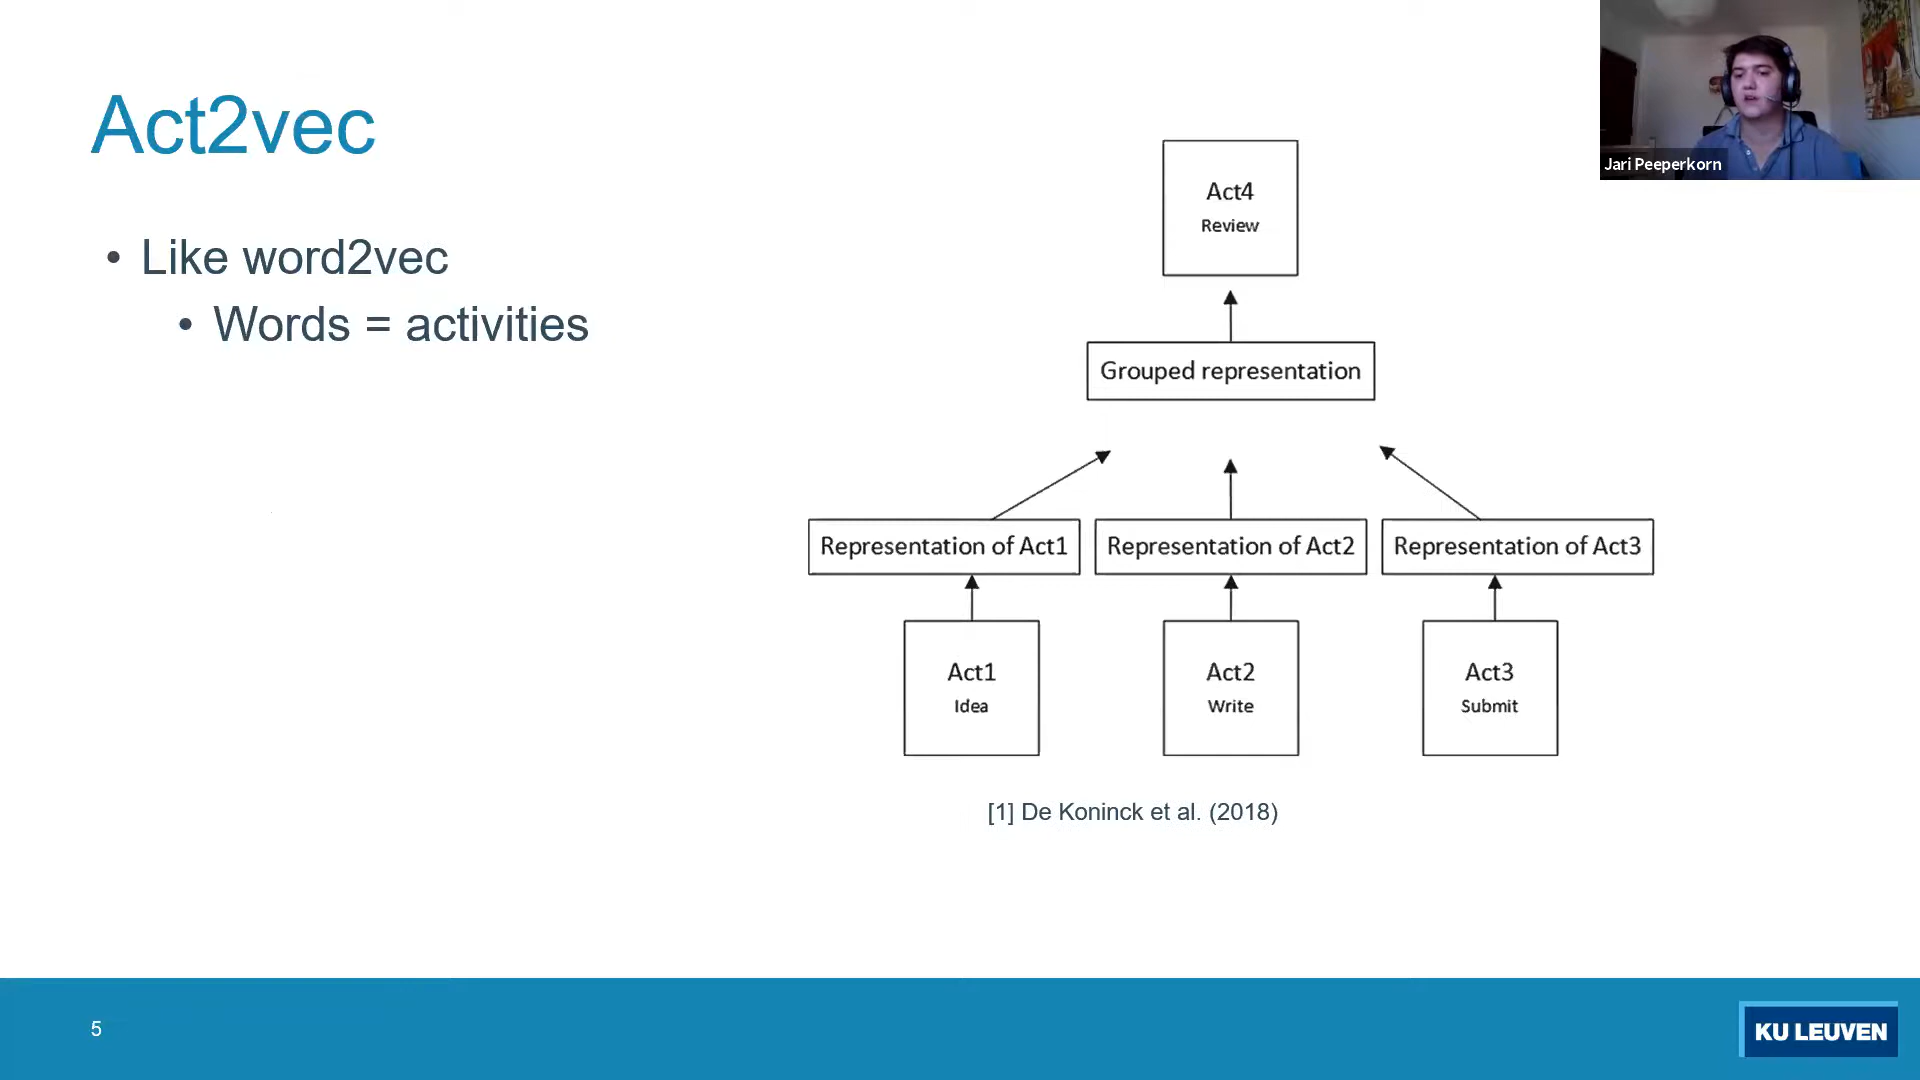 Act2vec
Jari Peeperkorn
• Like word2vec
• Words = activities
Act4
Review
Grouped representation
Representation of Act1
Representation of Act2
Representation of Act3
Act1
Idea
Act2
Write
Act3
Submit
[1] De Koninck et al. (2018)
5
KU LEUVEN